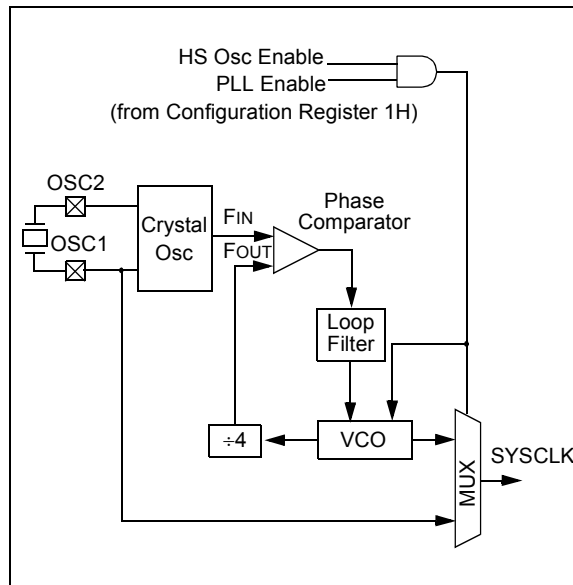 HS Osc Enable
PLL Enable
(from Configuration Register 1H)
OSC2
OSC1
Crystal
Osc
FIN
FOUT
Phase
Comparator
Loop
Filter
÷4
VCO
MUX
SYSCLK